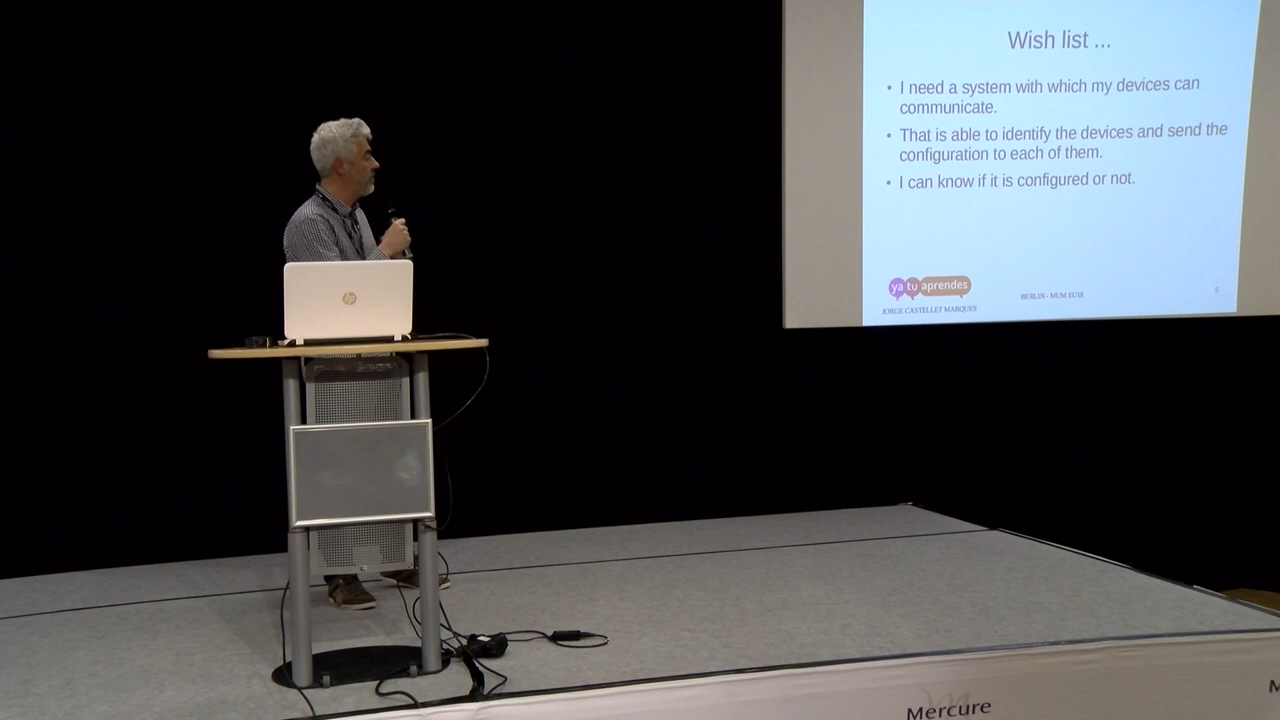 Wish list ...
• I need a system with which my devices can
communicate.
• That is able to identify the devices and send the
configuration to each of them.
• I can know if it is configured or not.
ya tu aprendes
JORGE CASTELLET MARQUES
BERLIN - MUM EU18
5
hp
Mercure
M